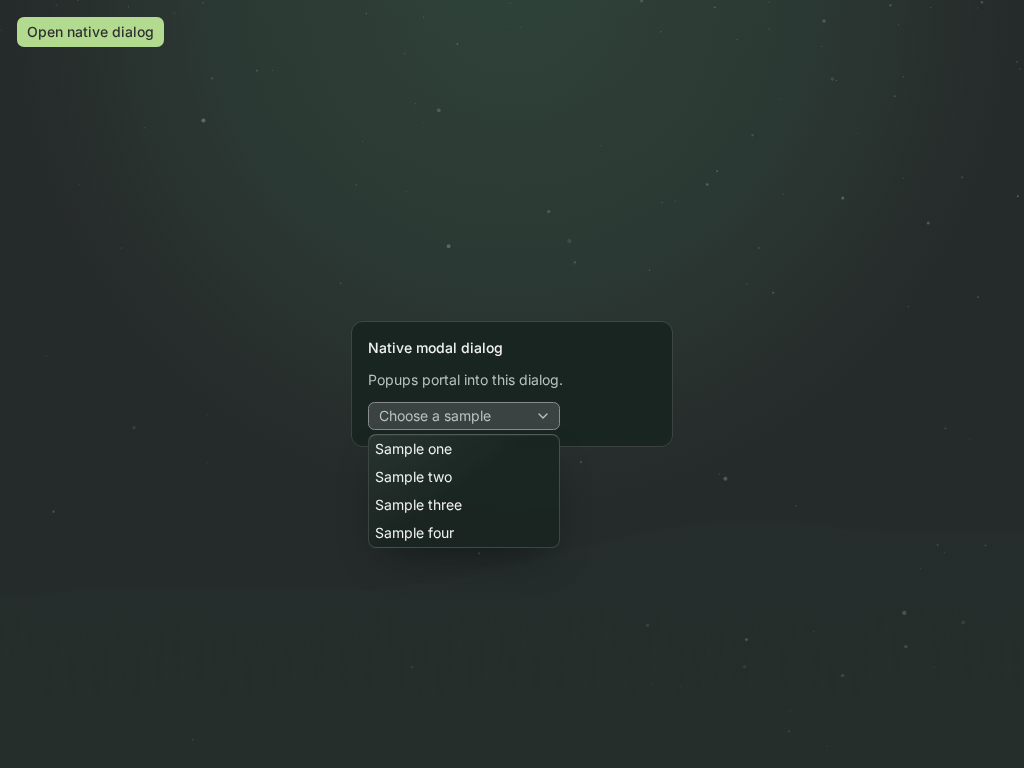 Open native dialog
Native modal dialog
Popups portal into this dialog.
Choose a sample
Sample one
Sample two
Sample three
Sample four